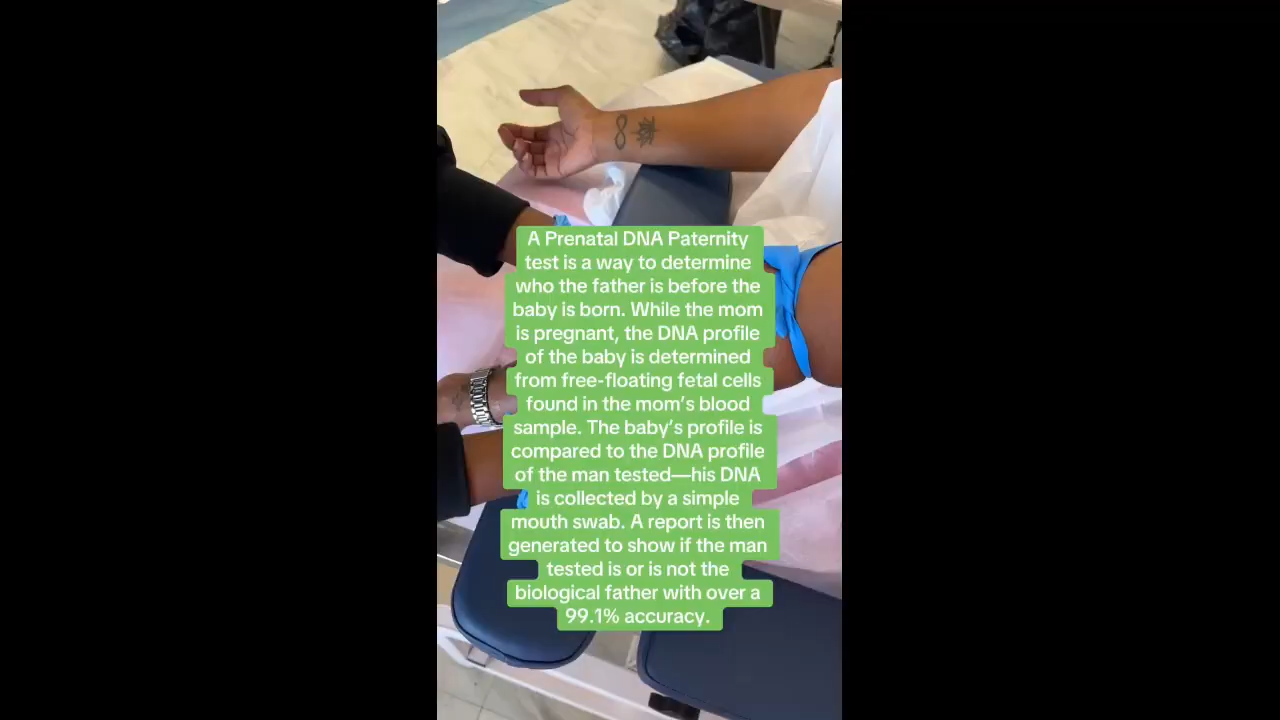 A Prenatal DNA Paternity
test is a way to determine
who the father is before the
baby is born. While the mom
is pregnant, the DNA profile
of the baby is determined
from free-floating fetal cells
found in the mom’s blood
sample. The baby’s profile is
compared to the DNA profile
of the man tested—his DNA
is collected by a simple
mouth swab. A report is then
generated to show if the man
tested is or is not the
biological father with over a
99.1% accuracy.